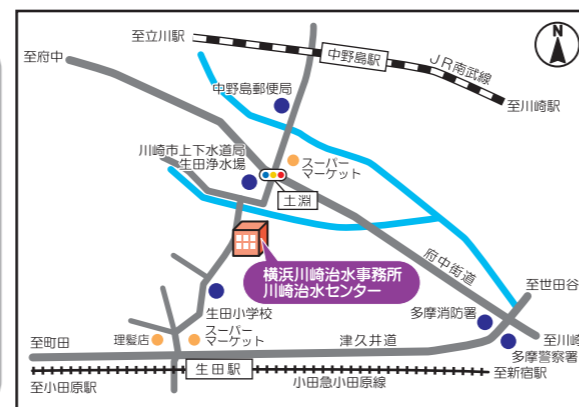 至立川駅
中野島駅
JR南武線
N
至府中
中野島郵便局
至川崎駅
川崎市上下水道局
生田浄水場
スーパー
マーケット
土淵
府中街道
横浜川崎治水事務所
川崎治水センター
至世田谷
生田小学校
多摩消防署
理髪店
スーパー
マーケット
津久井道
至町田
至川崎
多摩警察署
生田駅
至小田原駅
小田急小田原線
至新宿駅